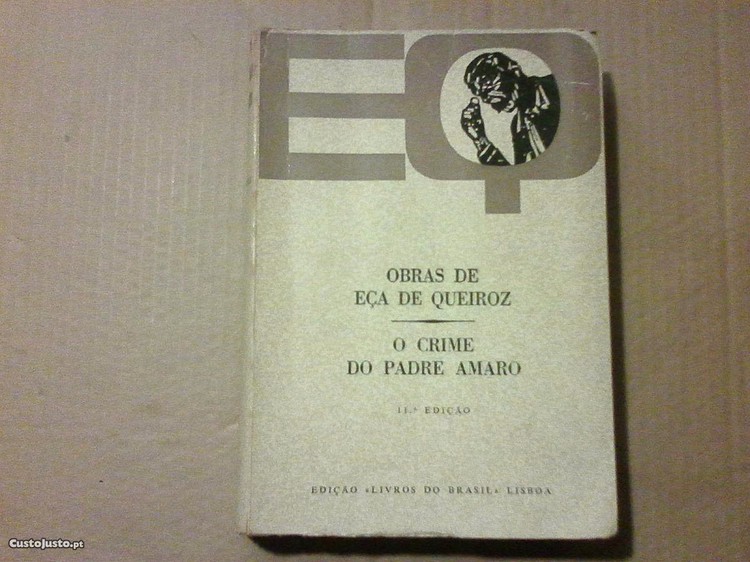 EQ
OBRAS DE
EÇA DE QUEIROZ
O CRIME
DO PADRE AMARO
11.ª EDIÇÃO
EDIÇÃO «LIVROS DO BRASIL» LISBOA
CustoJusto.pt